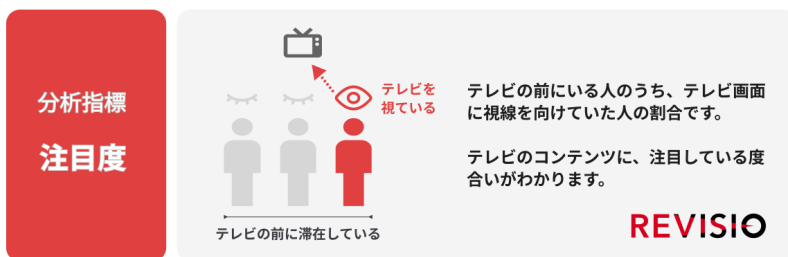 分析指標
注目度
テレビを
視ている
テレビの前に滞在している
テレビの前にいる人のうち、テレビ画面
に視線を向けていた人の割合です。
テレビのコンテンツに、注目している度
合いがわかります。
REVISIO